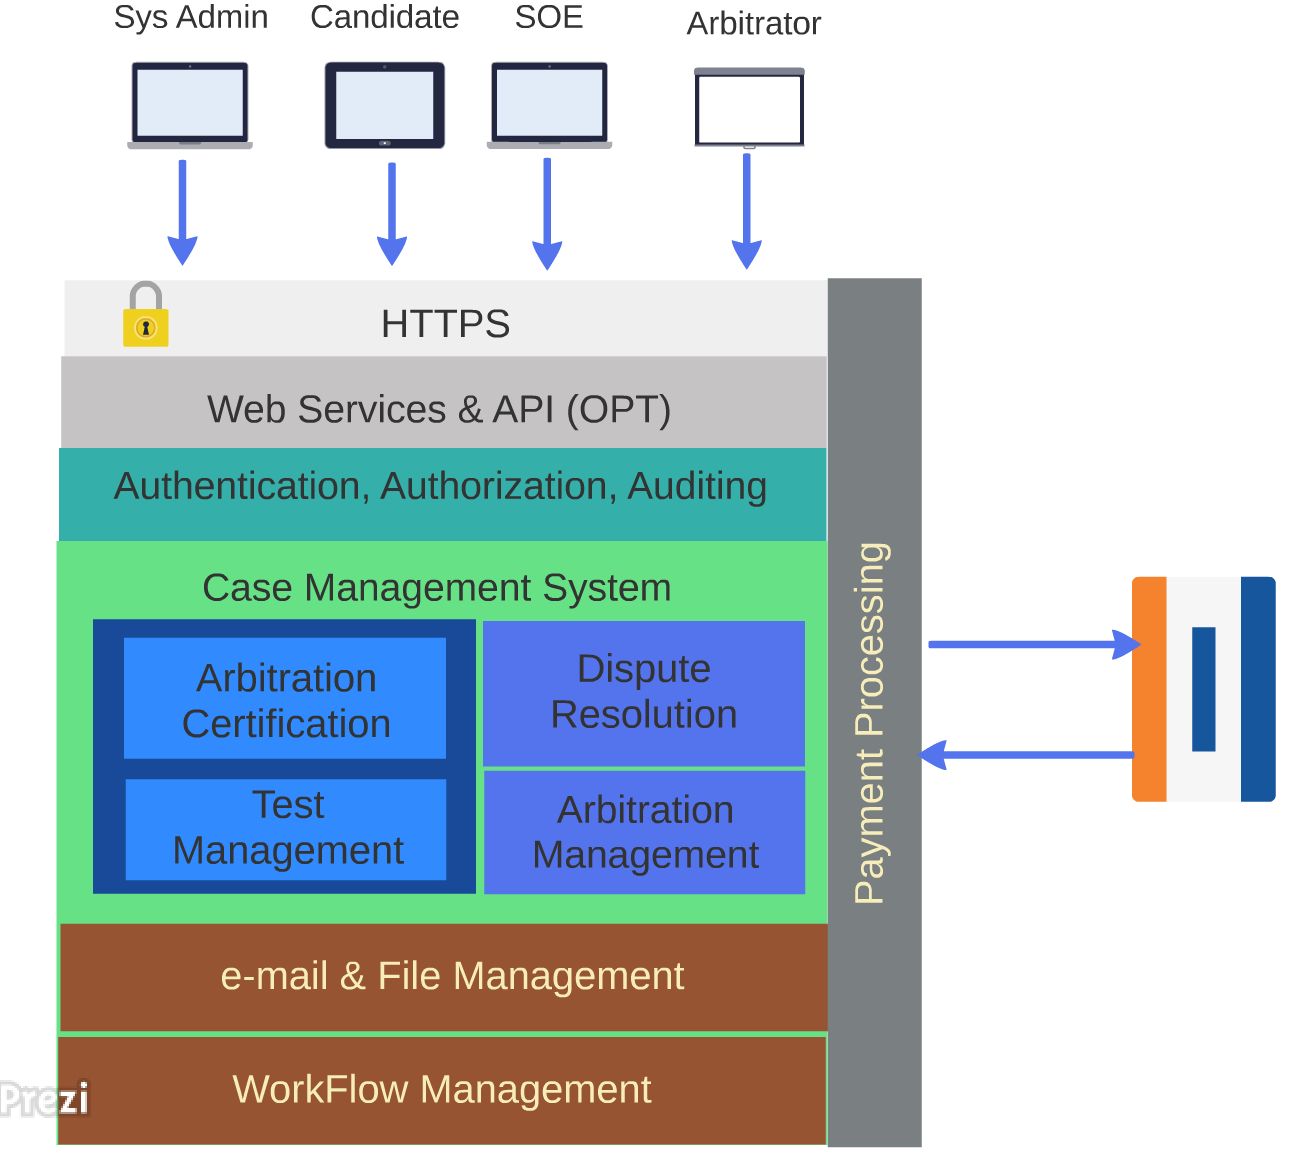 Sys Admin
Candidate
SOE
Arbitrator
HTTPS
Web Services & API (OPT)
Authentication, Authorization, Auditing
Case Management System
Arbitration
Certification
Test
Management
Dispute
Resolution
Arbitration
Management
e-mail & File Management
WorkFlow Management
Payment Processing
Prezi